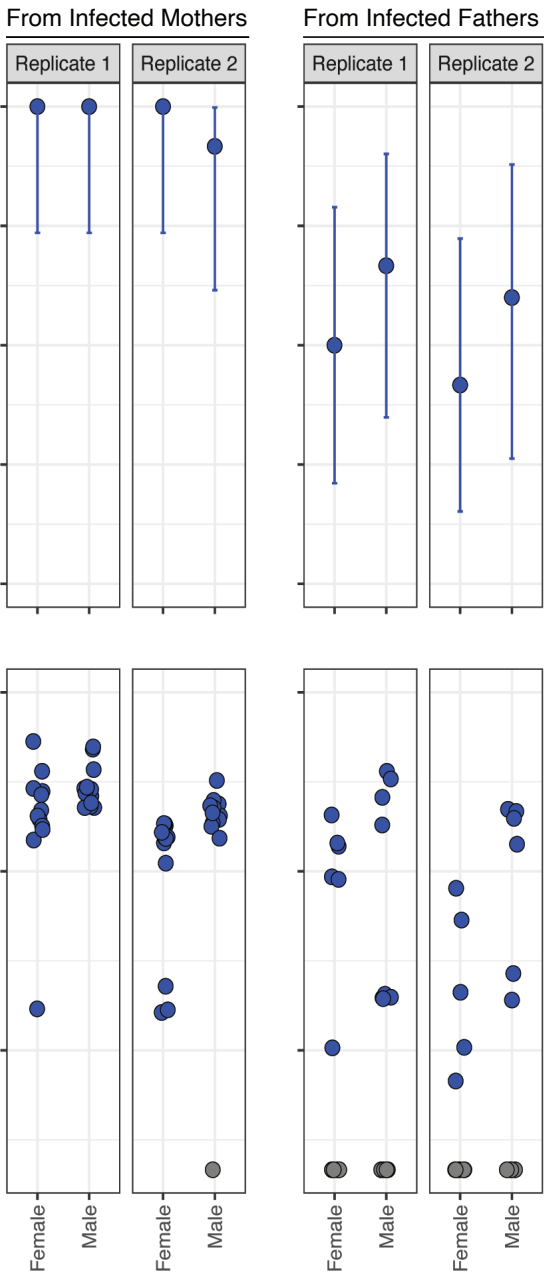 From Infected Mothers
From Infected Fathers
Replicate 1
Replicate 2
Replicate 1
Replicate 2
Female
Male
Female
Male
Female
Male
Female
Male